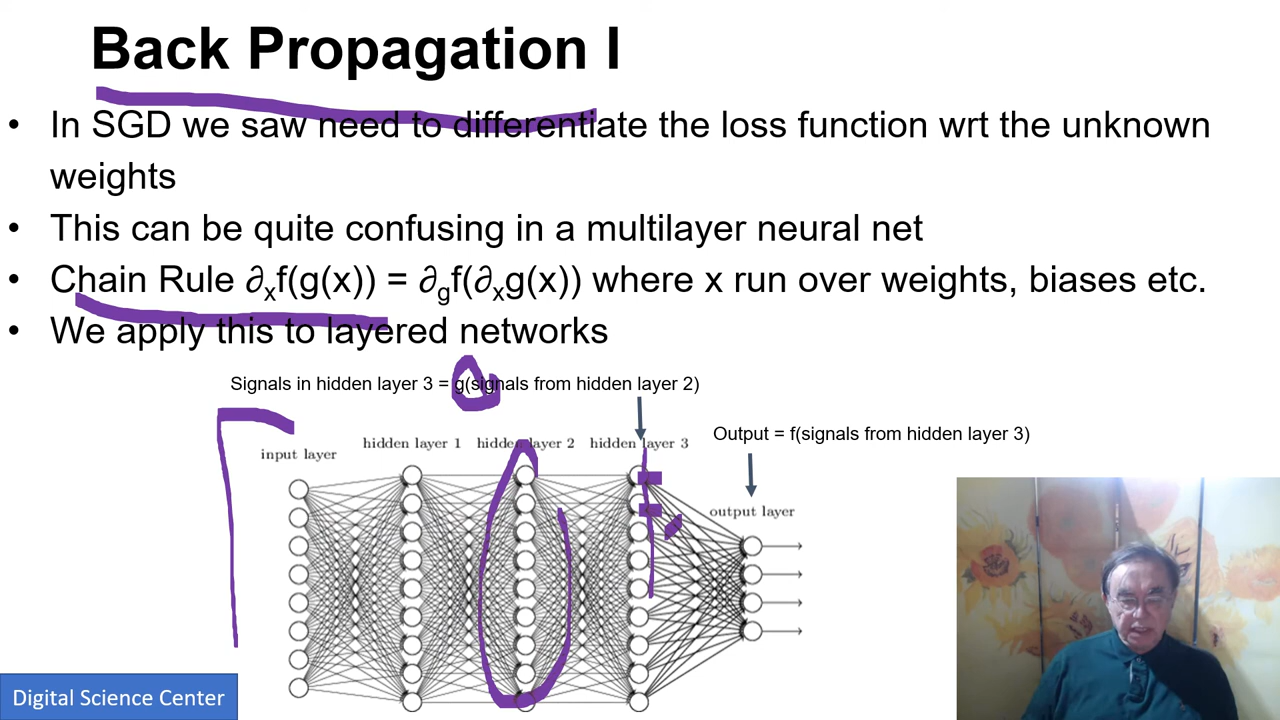 Back Propagation I
• In SGD we saw need to differentiate the loss function wrt the unknown
weights
• This can be quite confusing in a multilayer neural net
• Chain Rule ∂ₓf(g(x)) = ∂gf(∂ₓg(x)) where x run over weights, biases etc.
• We apply this to layered networks
Signals in hidden layer 3 = g(signals from hidden layer 2)
Output = f(signals from hidden layer 3)
input layer
hidden layer 1
hidden layer 2
hidden layer 3
output layer
Digital Science Center